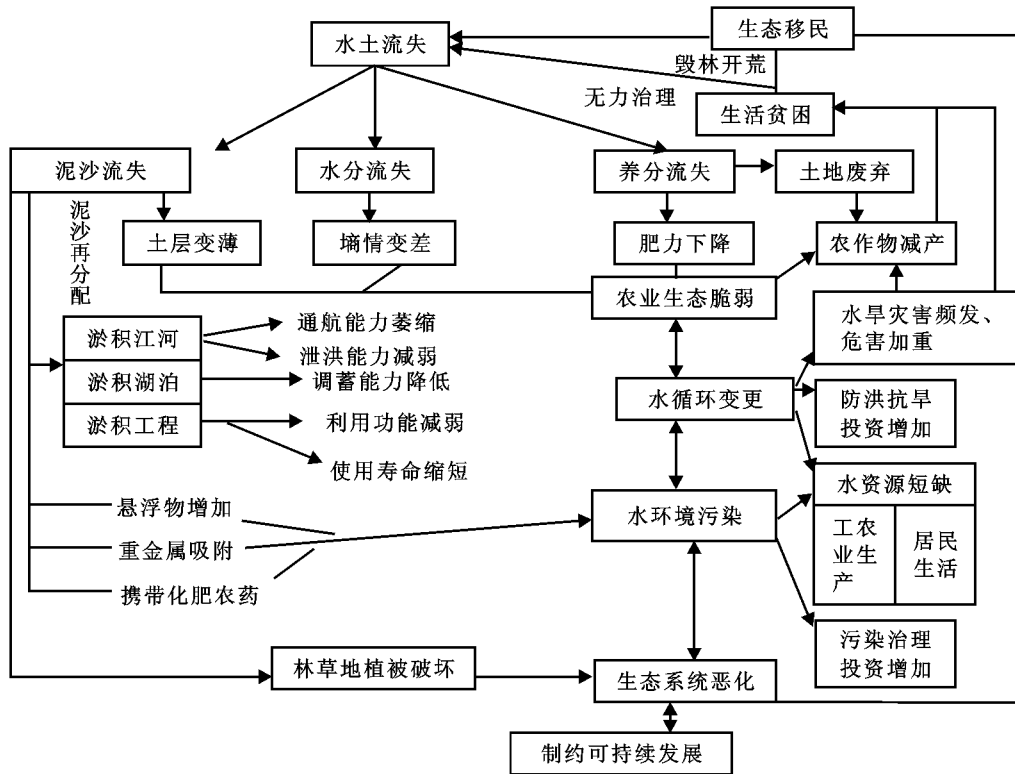 生态移民
水土流失
毁林开荒
无力治理
生活贫困
泥沙流失
水分流失
养分流失
土地废弃
泥沙再分配
土层变薄
墒情变差
肥力下降
农作物减产
农业生态脆弱
水旱灾害频发、
危害加重
淤积江河
通航能力萎缩
泄洪能力减弱
淤积湖泊
调蓄能力降低
水循环变更
防洪抗旱
投资增加
淤积工程
利用功能减弱
使用寿命缩短
水资源短缺
工农
业生
产
居民
生活
悬浮物增加
水环境污染
重金属吸附
携带化肥农药
污染治理
投资增加
林草地植被破坏
生态系统恶化
制约可持续发展